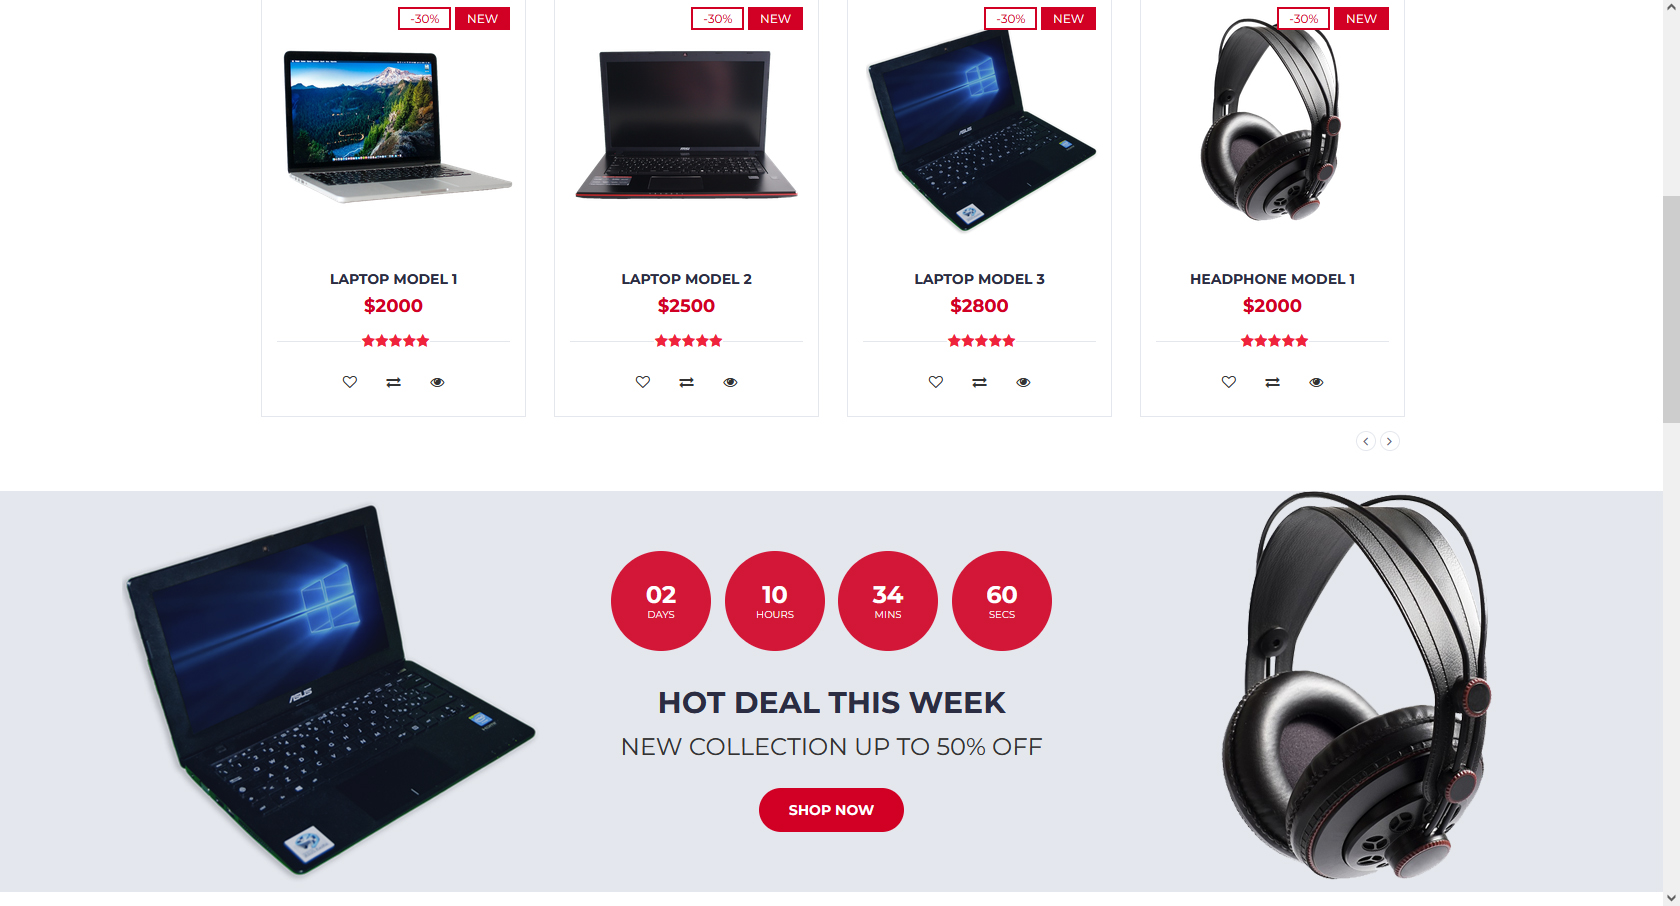 -30% NEW
-30% NEW
-30% NEW
-30% NEW
ASUS
LAPTOP MODEL 1
$2000
LAPTOP MODEL 2
$2500
LAPTOP MODEL 3
$2800
HEADPHONE MODEL 1
$2000
02
DAYS
10
HOURS
34
MINS
60
SECS
ASUS
HOT DEAL THIS WEEK
NEW COLLECTION UP TO 50% OFF
SHOP NOW